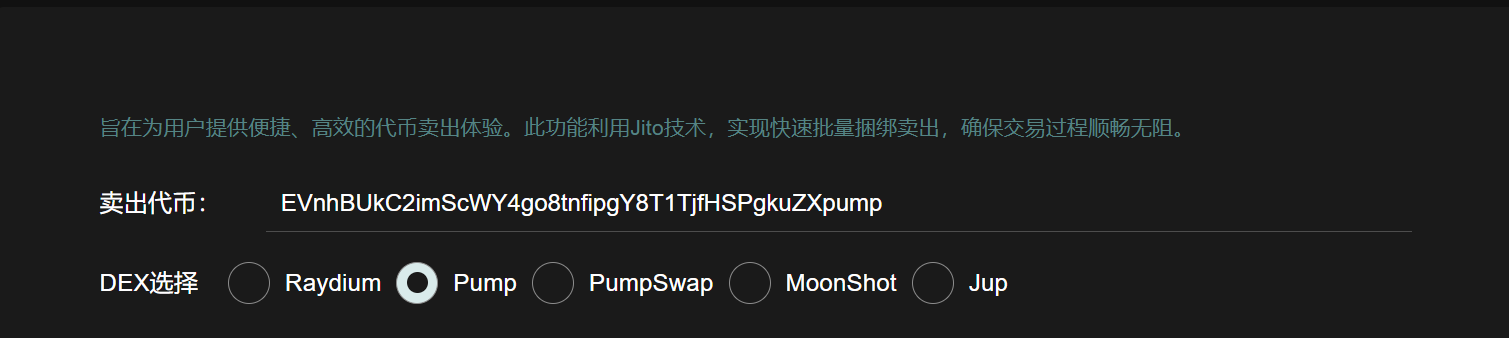 旨在为用户提供便捷、高效的代币卖出体验。此功能利用Jito技术，实现快速批量捆绑卖出，确保交易过程顺畅无阻。
卖出代币： EVnhBUkC2imScWY4go8tnfipgY8T1TjfHSPgkuZXpump
DEX选择 Raydium Pump PumpSwap MoonShot Jup